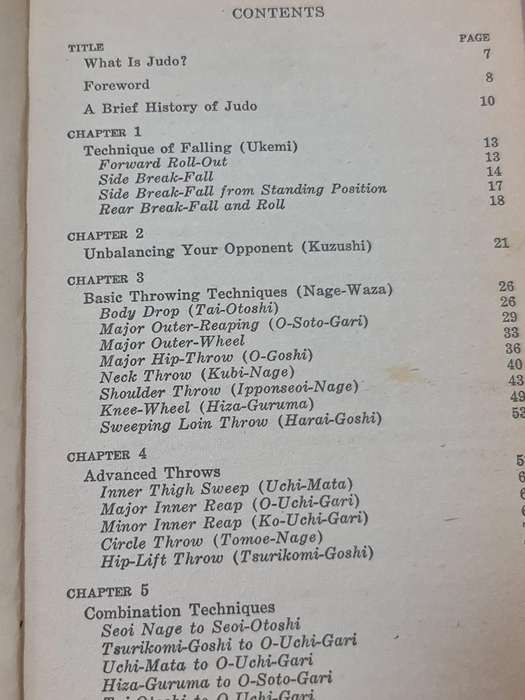 CONTENTS
TITLE PAGE
What Is Judo? 7
Foreword 8
A Brief History of Judo 10
CHAPTER 1
Technique of Falling (Ukemi) 13
Forward Roll-Out 13
Side Break-Fall 14
Side Break-Fall from Standing Position 17
Rear Break-Fall and Roll 18
CHAPTER 2
Unbalancing Your Opponent (Kuzushi) 21
CHAPTER 3
Basic Throwing Techniques (Nage-Waza) 26
Body Drop (Tai-Otoshi) 26
Major Outer-Reaping (O-Soto-Gari) 29
Major Outer-Wheel 33
Major Hip-Throw (O-Goshi) 36
Neck Throw (Kubi-Nage) 40
Shoulder Throw (Ipponseoi-Nage) 43
Knee-Wheel (Hiza-Guruma) 49
Sweeping Loin Throw (Harai-Goshi) 53
CHAPTER 4
Advanced Throws
Inner Thigh Sweep (Uchi-Mata)
Major Inner Reap (O-Uchi-Gari)
Minor Inner Reap (Ko-Uchi-Gari)
Circle Throw (Tomoe-Nage)
Hip-Lift Throw (Tsurikomi-Goshi)
CHAPTER 5
Combination Techniques
Seoi Nage to Seoi-Otoshi
Tsurikomi-Goshi to O-Uchi-Gari
Uchi-Mata to O-Uchi-Gari
Hiza-Guruma to O-Soto-Gari
Tai-Otoshi to O-Uchi-Gari